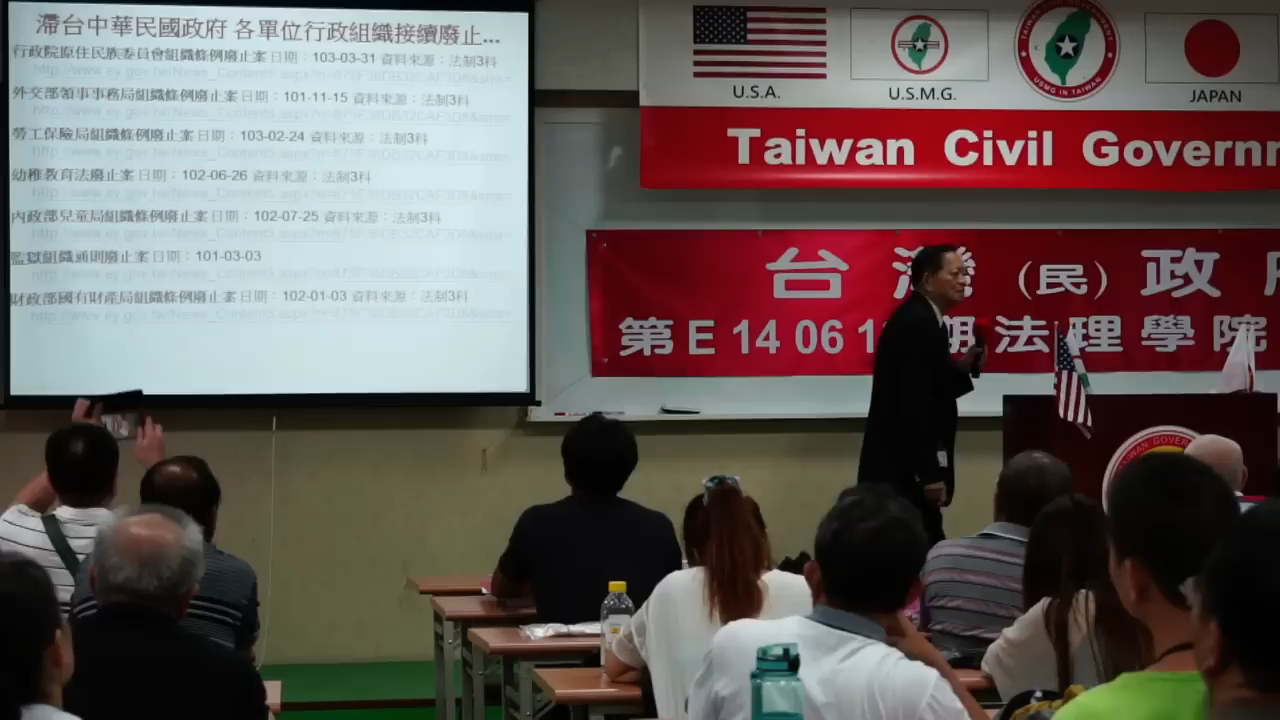 滯台中華民國政府 各單位行政組織接續廢止...
行政院原住民族委員會組織條例廢止案 日期：103-03-31 資料來源：法制3科
外交部領事事務局組織條例廢止案 日期：101-11-15 資料來源：法制3科
勞工保險局組織條例廢止案 日期：103-02-24 資料來源：法制3科
幼稚教育法廢止案 日期：102-06-26 資料來源：法制3科
內政部兒童局組織條例廢止案 日期：102-07-25 資料來源：法制3科
監獄組織通則廢止案 日期：101-03-03
財政部國有財產局組織條例廢止案 日期：102-01-03 資料來源：法制3科
U.S.A.
U.S.M.G.
TAIWAN CIVIL GOVERNMENT
USMG IN TAIWAN
JAPAN
Taiwan Civil Governm
台灣（民）政
第 E 14 06 1 期 法 理 學 院
TAIWAN GOVER